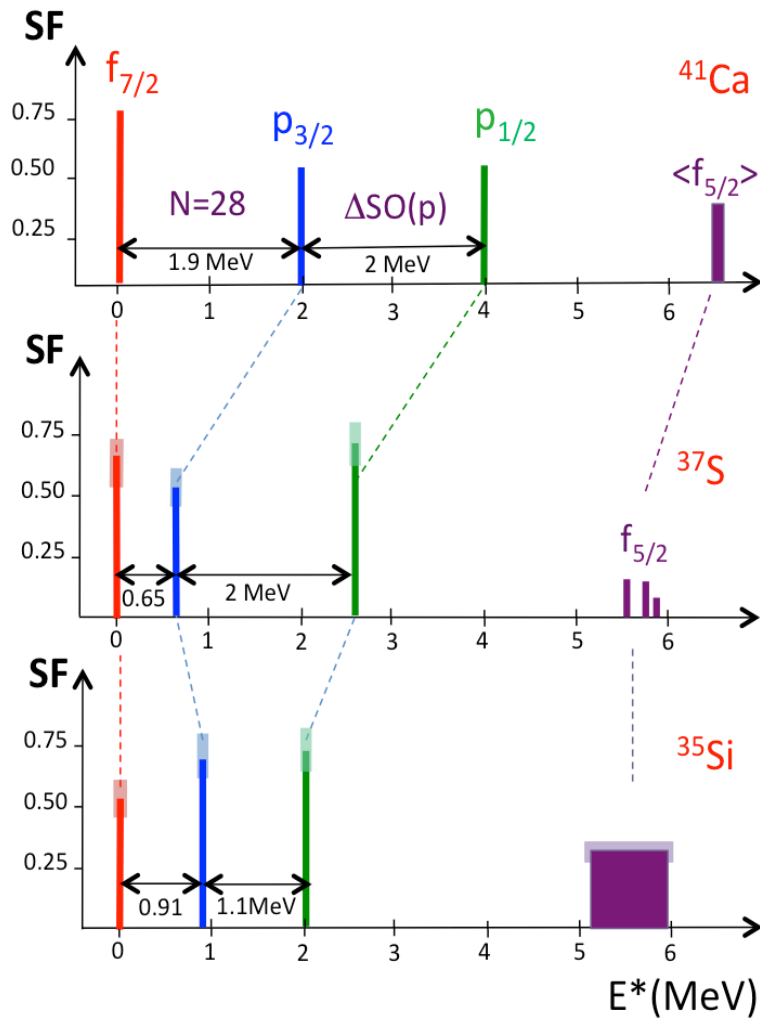 SF
f7/2
41Ca
0.75
p3/2
p1/2
0.50
<f5/2>
N=28
ΔSO(p)
0.25
1.9 MeV
2 MeV
0 1 2 3 4 5 6
SF
0.75
37S
0.50
f5/2
0.25
0.65
2 MeV
0 1 2 3 4 5 6
SF
0.75
35Si
0.50
0.25
0.91
1.1MeV
0 1 2 3 4 5 6
E*(MeV)